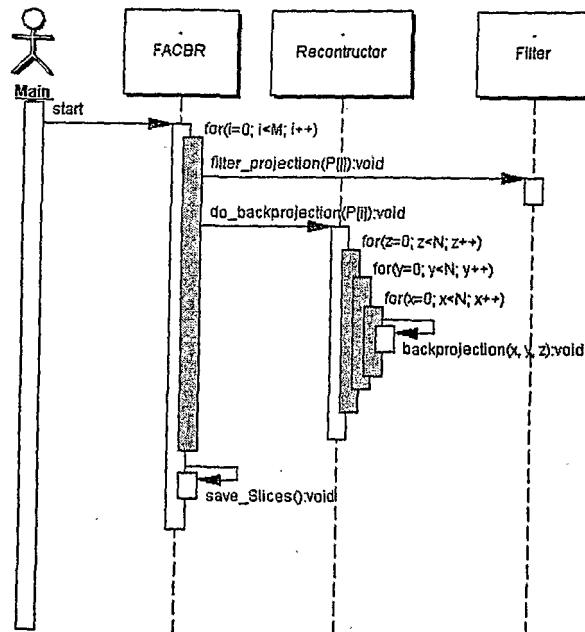 FACBR
Recontructor
Filter
Main
start
for(i=0; i<M; i++)
filter_projection(P[i]):void
do_backprojection(P[i]):void
for(z=0; z<N; z++)
for(y=0; y<N; y++)
for(x=0; x<N; x++)
backprojection(x, y, z):void
save_Slices():void